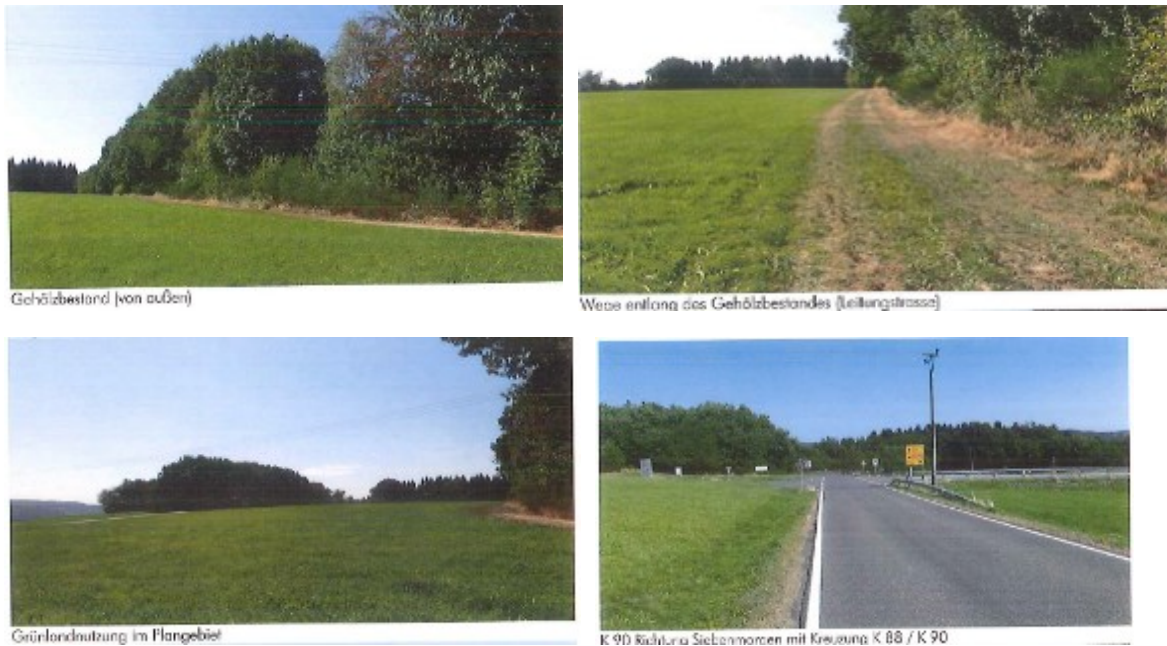 Gehölzbestand (von außen)
Wege entlang des Gehölzbestandes (Leitungstrasse)
Grünlandnutzung im Plangebiet
K 90 Richtung Siebenmorgen mit Kreuzung K 88 / K 90